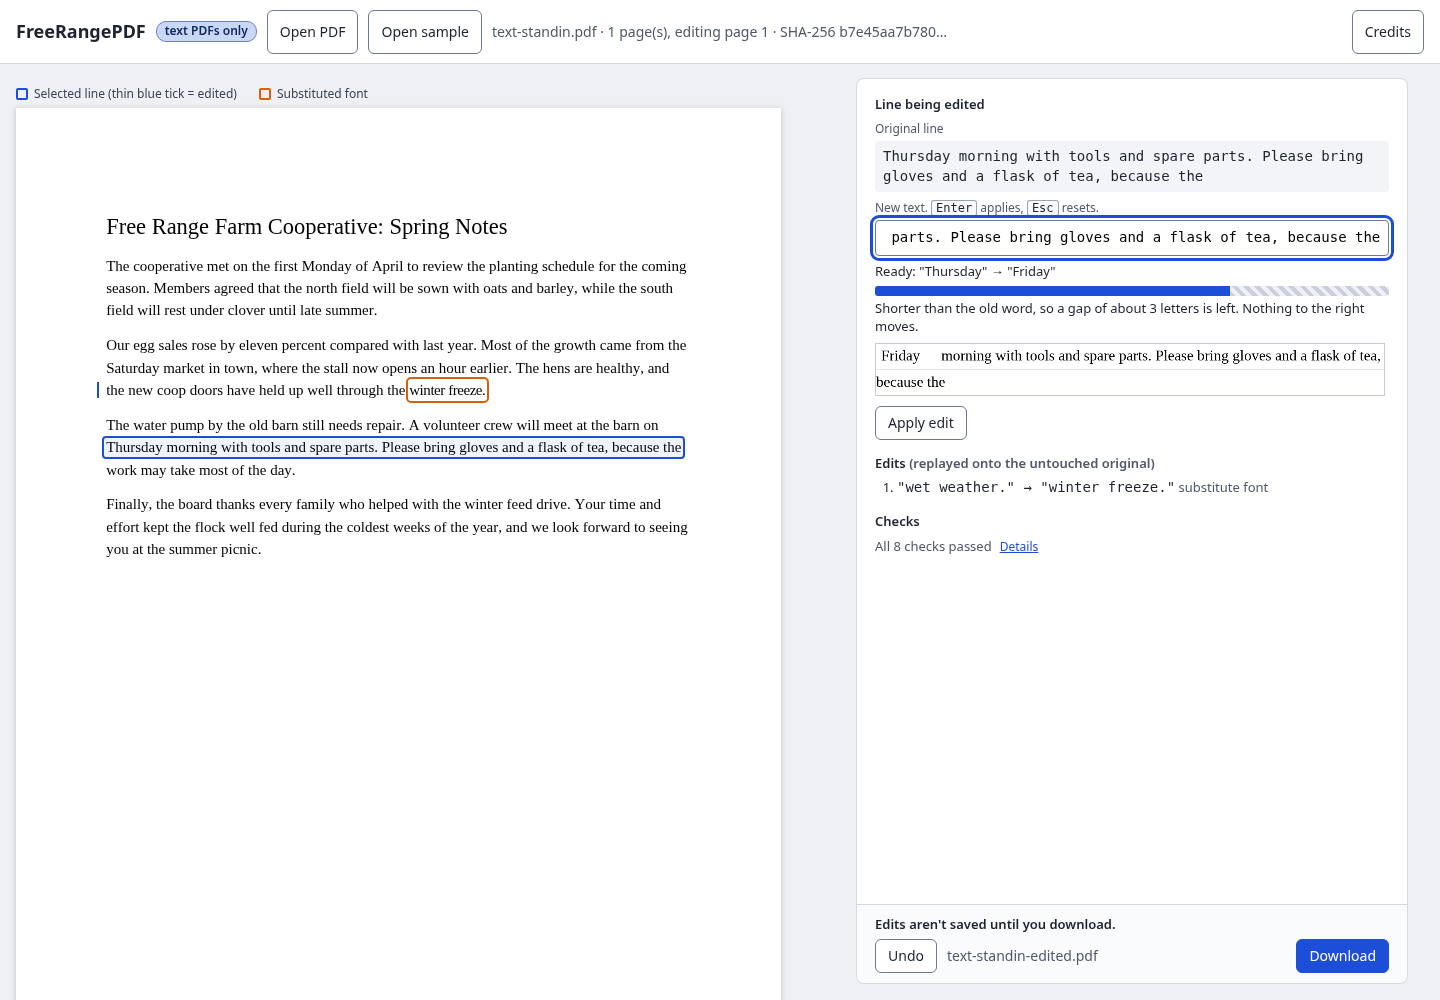 FreeRangePDF text PDFs only Open PDF Open sample text-standin.pdf · 1 page(s), editing page 1 · SHA-256 b7e45aa7b780… Credits
Selected line (thin blue tick = edited) Substituted font
Free Range Farm Cooperative: Spring Notes
The cooperative met on the first Monday of April to review the planting schedule for the coming
season. Members agreed that the north field will be sown with oats and barley, while the south
field will rest under clover until late summer.
Our egg sales rose by eleven percent compared with last year. Most of the growth came from the
Saturday market in town, where the stall now opens an hour earlier. The hens are healthy, and
the new coop doors have held up well through the winter freeze.
The water pump by the old barn still needs repair. A volunteer crew will meet at the barn on
Thursday morning with tools and spare parts. Please bring gloves and a flask of tea, because the
work may take most of the day.
Finally, the board thanks every family who helped with the winter feed drive. Your time and
effort kept the flock well fed during the coldest weeks of the year, and we look forward to seeing
you at the summer picnic.
Line being edited
Original line
Thursday morning with tools and spare parts. Please bring
gloves and a flask of tea, because the
New text. Enter applies, Esc resets.
parts. Please bring gloves and a flask of tea, because the
Ready: "Thursday" → "Friday"
Shorter than the old word, so a gap of about 3 letters is left. Nothing to the right
moves.
Friday morning with tools and spare parts. Please bring gloves and a flask of tea,
because the
Apply edit
Edits (replayed onto the untouched original)
1. "wet weather." → "winter freeze." substitute font
Checks
All 8 checks passed Details
Edits aren't saved until you download.
Undo text-standin-edited.pdf Download